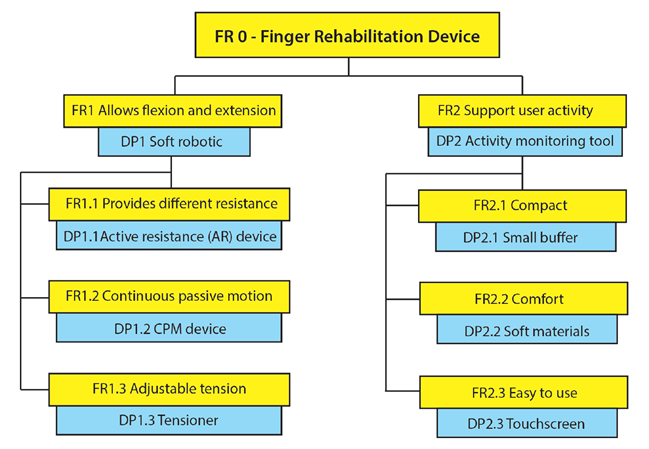 FR 0 - Finger Rehabilitation Device
FR1 Allows flexion and extension
DP1 Soft robotic
FR1.1 Provides different resistance
DP1.1 Active resistance (AR) device
FR1.2 Continuous passive motion
DP1.2 CPM device
FR1.3 Adjustable tension
DP1.3 Tensioner
FR2 Support user activity
DP2 Activity monitoring tool
FR2.1 Compact
DP2.1 Small buffer
FR2.2 Comfort
DP2.2 Soft materials
FR2.3 Easy to use
DP2.3 Touchscreen